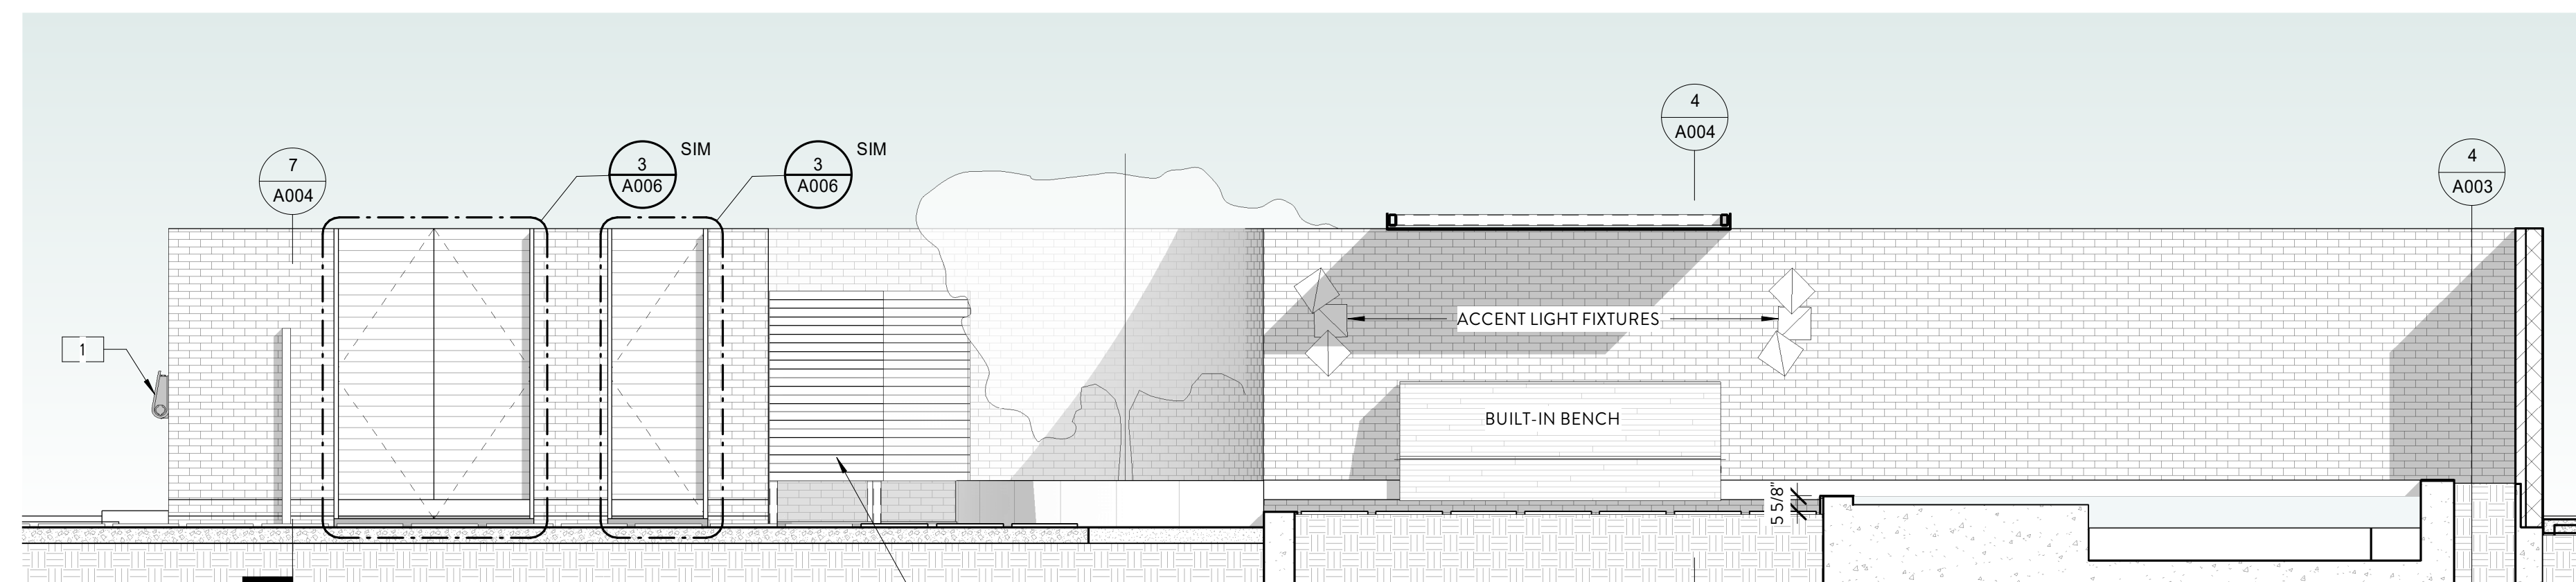 4
A004
3
A006
SIM
3
A006
SIM
4
A003
7
A004
ACCENT LIGHT FIXTURES
1
BUILT-IN BENCH
5 5/8"